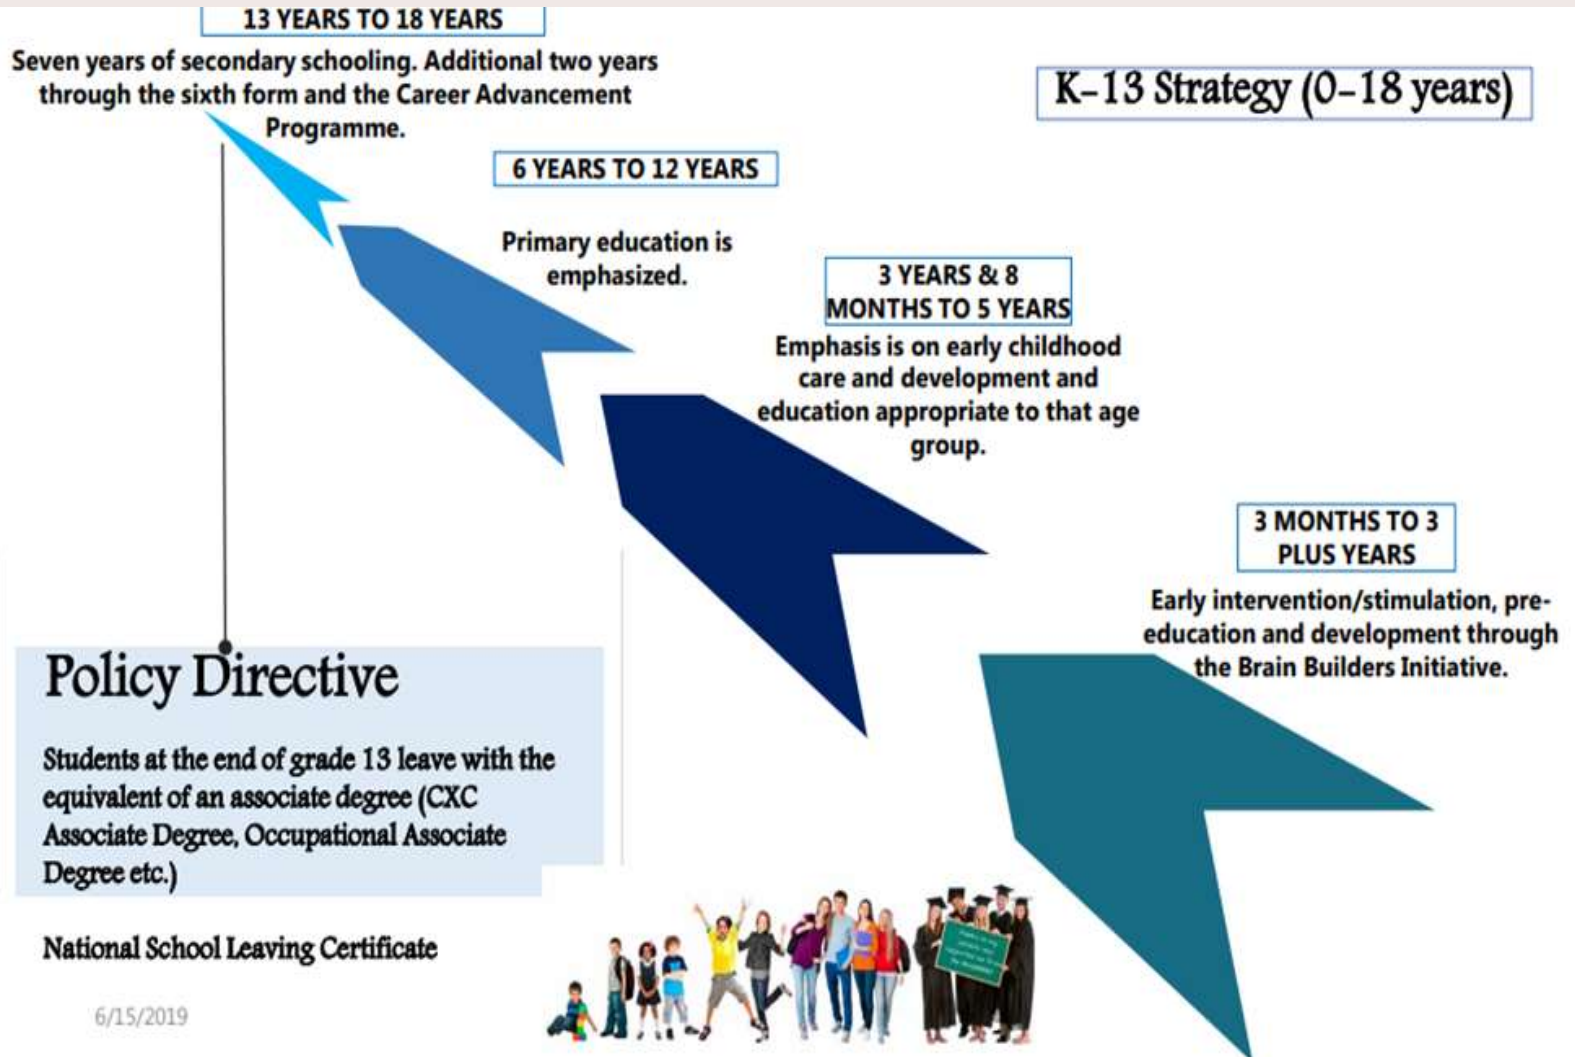 13 YEARS TO 18 YEARS
Seven years of secondary schooling. Additional two years
through the sixth form and the Career Advancement
Programme.
K-13 Strategy (0-18 years)
6 YEARS TO 12 YEARS
Primary education is
emphasized.
3 YEARS & 8
MONTHS TO 5 YEARS
Emphasis is on early childhood
care and development and
education appropriate to that age
group.
3 MONTHS TO 3
PLUS YEARS
Early intervention/stimulation, pre-
education and development through
the Brain Builders Initiative.
Policy Directive
Students at the end of grade 13 leave with the
equivalent of an associate degree (CXC
Associate Degree, Occupational Associate
Degree etc.)
National School Leaving Certificate
6/15/2019